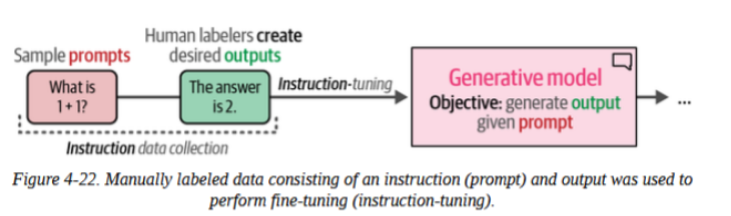 Human labelers create
desired outputs
Sample prompts
What is
1 + 1?
The answer
is 2.
Instruction-tuning
Generative model
Objective: generate output
given prompt
...
Instruction data collection
Figure 4-22. Manually labeled data consisting of an instruction (prompt) and output was used to
perform fine-tuning (instruction-tuning).